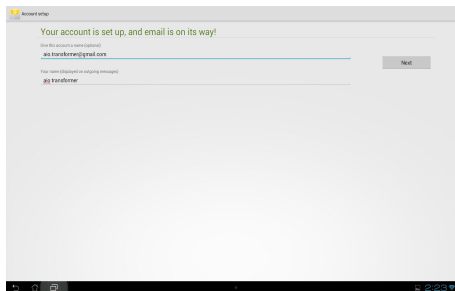 Account setup
Your account is set up, and email is on its way!
Give this account a name (optional)
aio.transformer@gmail.com
Next
Your name (displayed on outgoing messages)
aio transformer
2:23